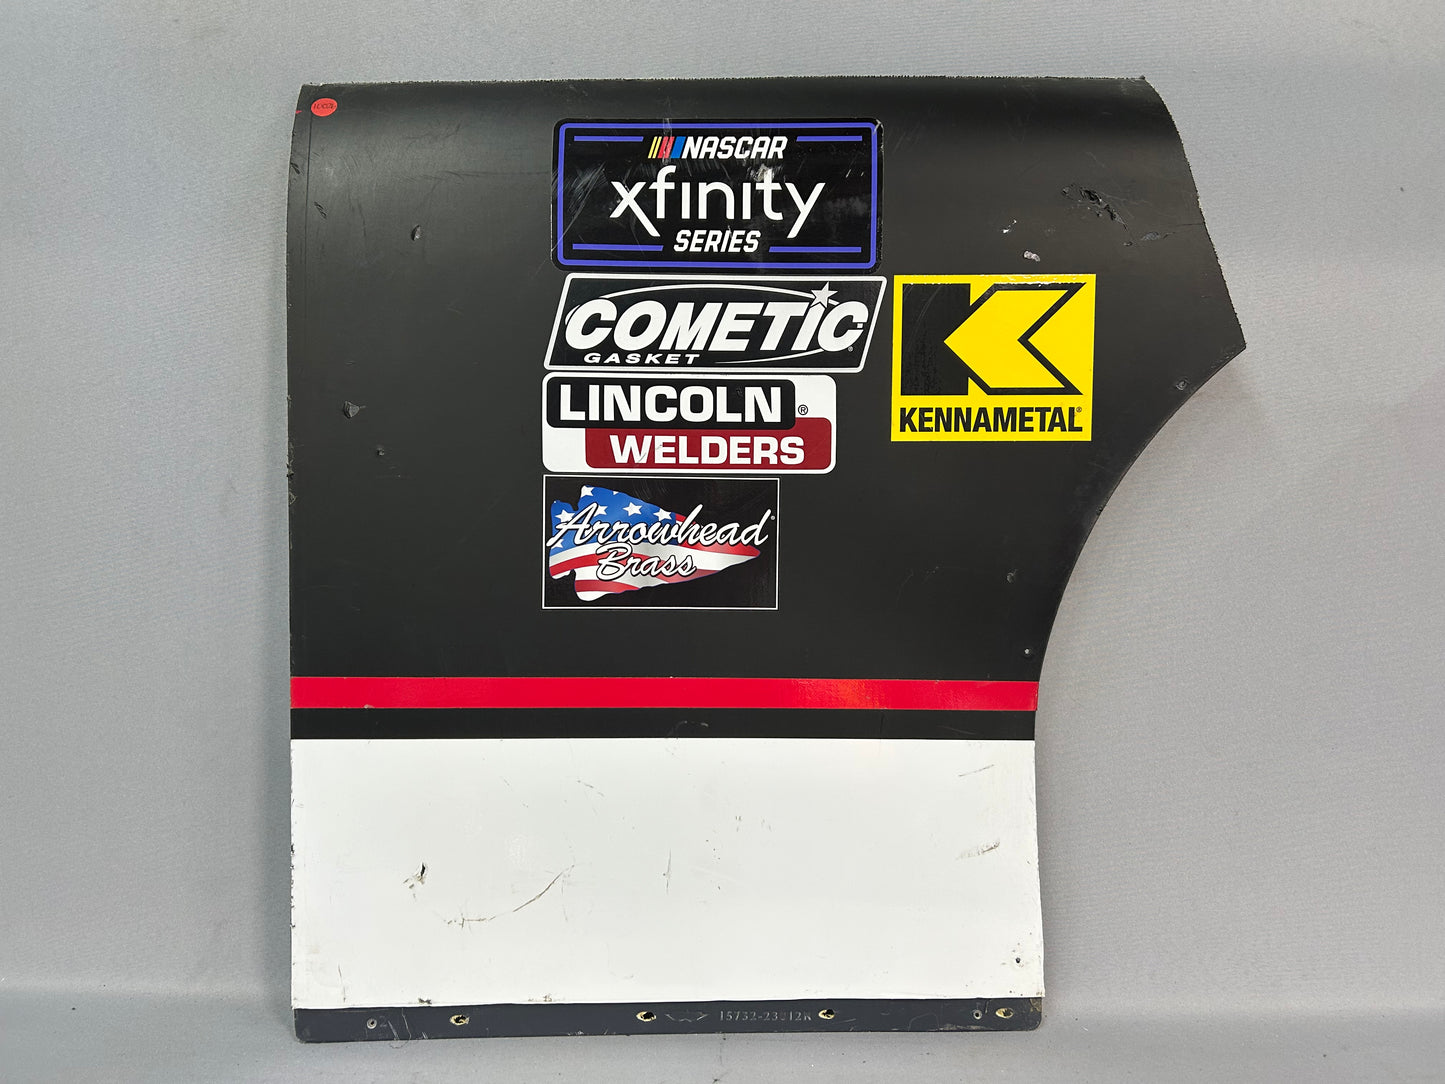 NASCAR
xfinity
SERIES
COMETIC
GASKET ®
LINCOLN ®
WELDERS
KENNAMETAL®
Arrowhead®
Brass